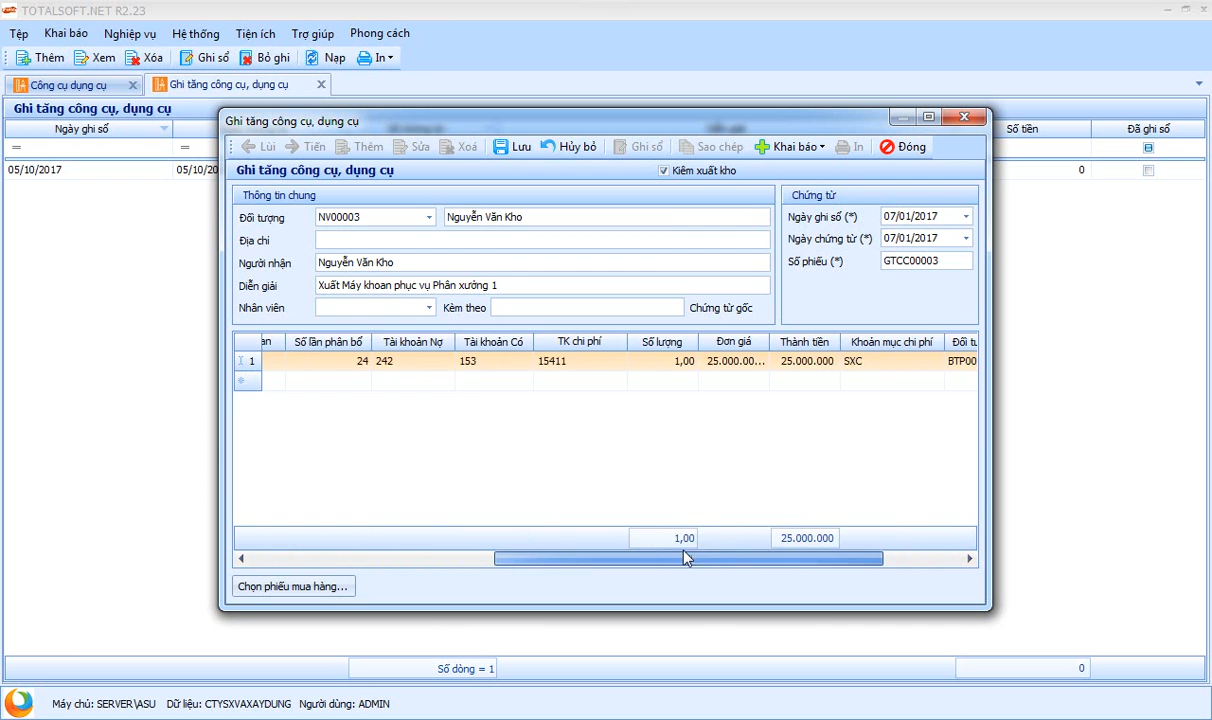 TOTALSOFT.NET R2.23
Tệp Khai báo Nghiệp vụ Hệ thống Tiện ích Trợ giúp Phong cách
Thêm Xem Xóa Ghi sổ Bỏ ghi Nạp In
Công cụ dụng cụ Ghi tăng công cụ, dụng cụ
Ghi tăng công cụ, dụng cụ
Ngày ghi sổ Số tiền Đã ghi sổ
= =
05/10/2017 05/10/20 0
Ghi tăng công cụ, dụng cụ
Lùi Tiến Thêm Sửa Xoá Lưu Hủy bỏ Ghi sổ Sao chép Khai báo In Đóng
Ghi tăng công cụ, dụng cụ Kiêm xuất kho
Thông tin chung Chứng từ
Đối tượng NV00003 Nguyễn Văn Kho Ngày ghi sổ (*) 07/01/2017
Địa chỉ Ngày chứng từ (*) 07/01/2017
Người nhận Nguyễn Văn Kho Số phiếu (*) GTCC00003
Diễn giải Xuất Máy khoan phục vụ Phân xưởng 1
Nhân viên Kèm theo Chứng từ gốc
an Số lần phân bổ Tài khoản Nợ Tài khoản Có TK chi phí Số lượng Đơn giá Thành tiền Khoản mục chi phí Đối tư
1 24 242 153 15411 1,00 25.000.00... 25.000.000 SXC BTP00
1,00 25.000.000
Chọn phiếu mua hàng...
Số dòng = 1 0
Máy chủ: SERVER\ASU Dữ liệu: CTYSXVAXAYDUNG Người dùng: ADMIN